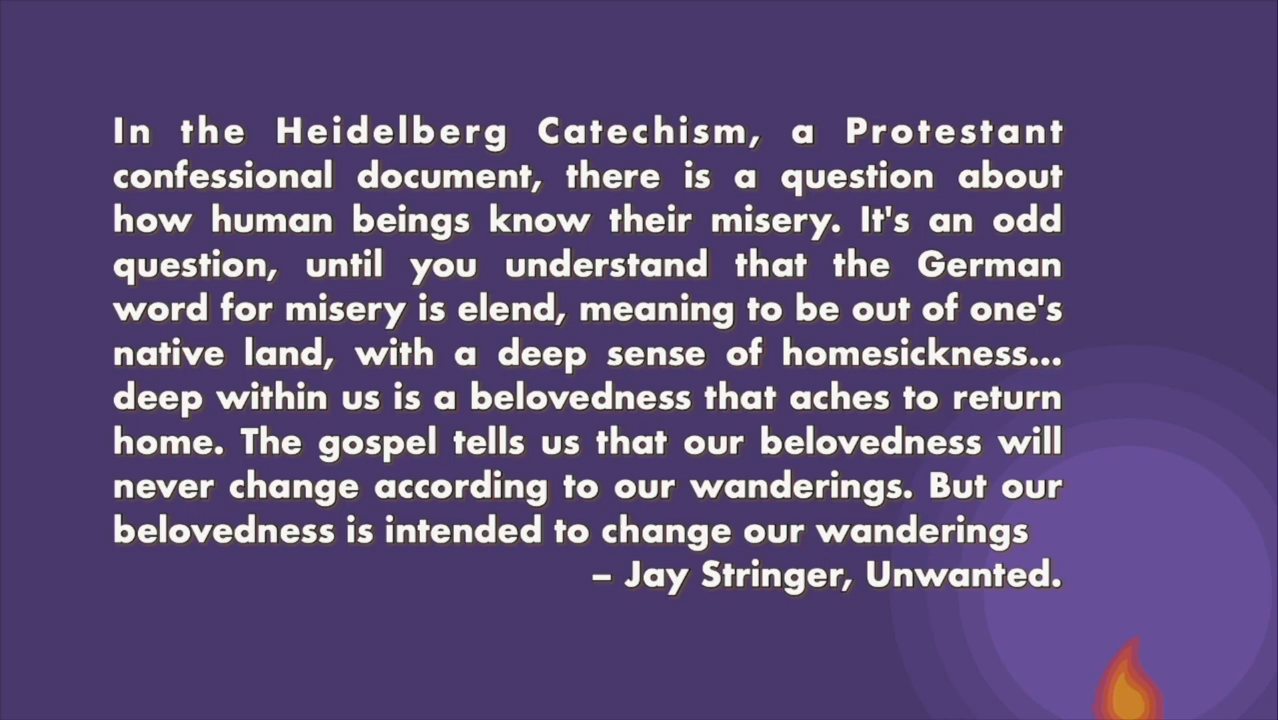 In the Heidelberg Catechism, a Protestant
confessional document, there is a question about
how human beings know their misery. It's an odd
question, until you understand that the German
word for misery is elend, meaning to be out of one's
native land, with a deep sense of homesickness...
deep within us is a belovedness that aches to return
home. The gospel tells us that our belovedness will
never change according to our wanderings. But our
belovedness is intended to change our wanderings
– Jay Stringer, Unwanted.